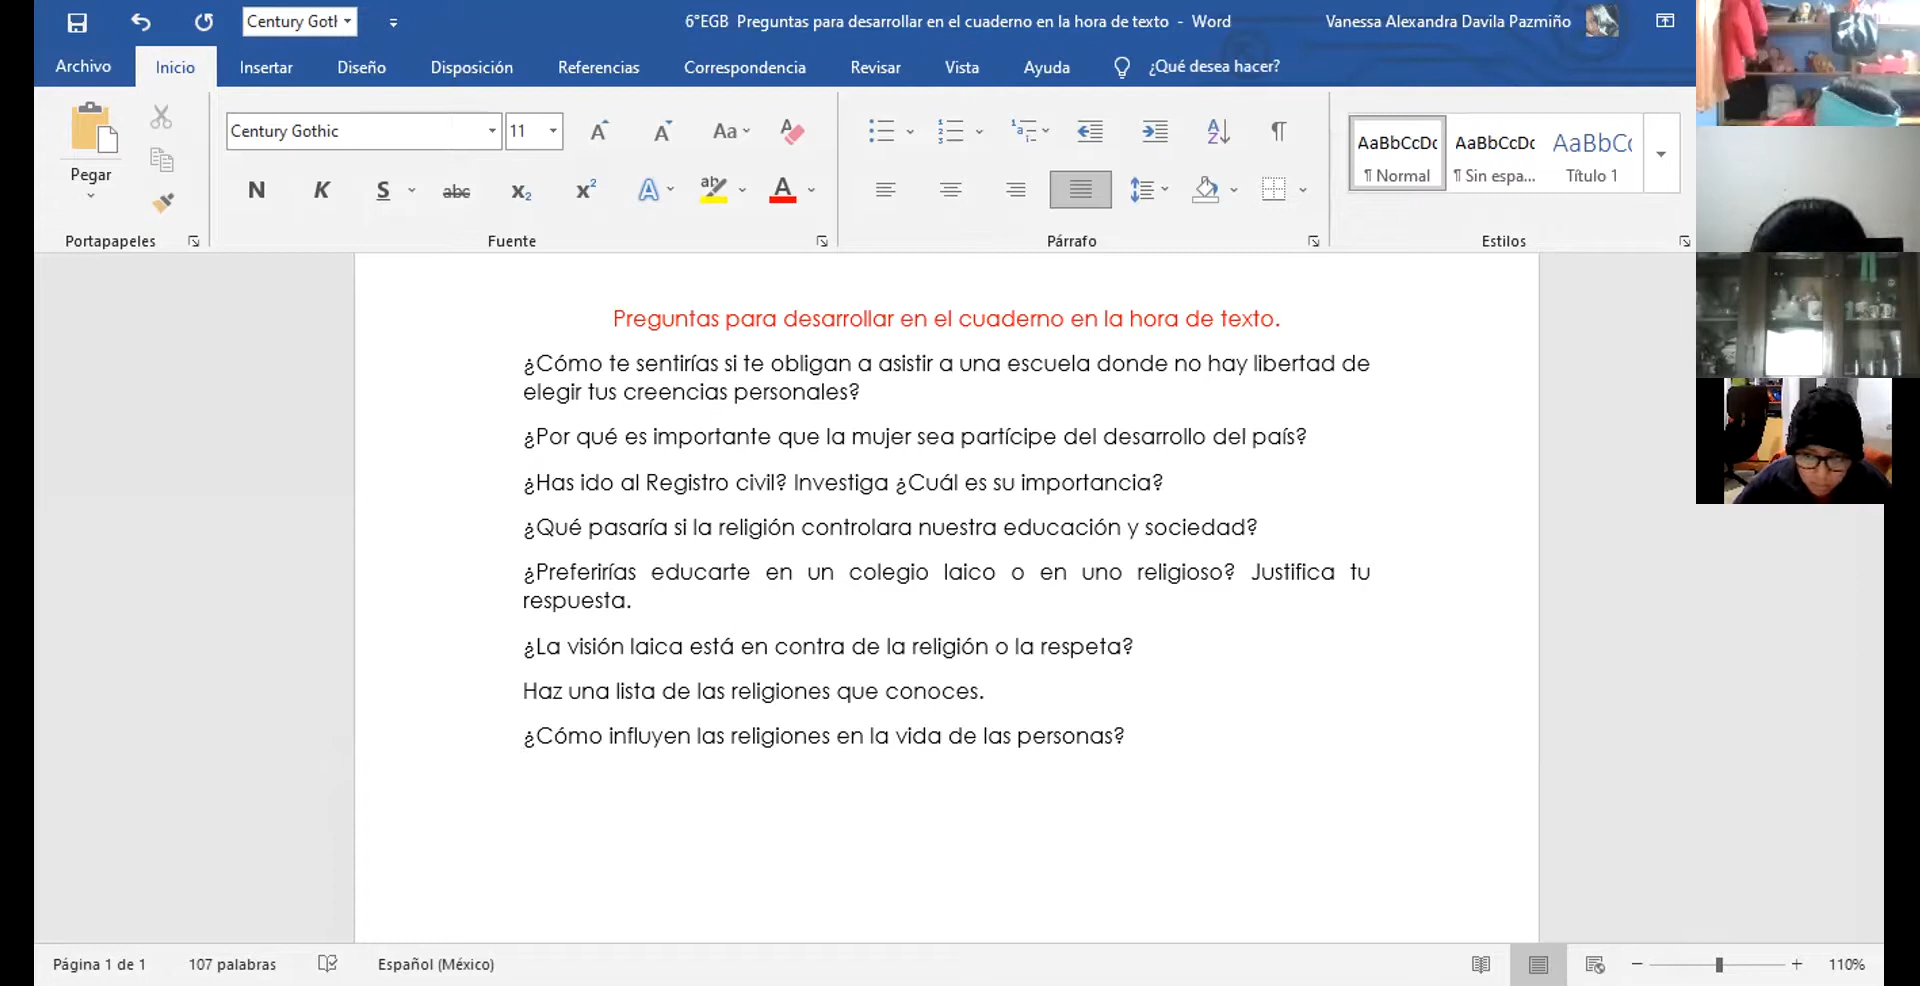 Century Gotl
6°EGB Preguntas para desarrollar en el cuaderno en la hora de texto - Word
Vanessa Alexandra Davila Pazmiño
Archivo Inicio Insertar Diseño Disposición Referencias Correspondencia Revisar Vista Ayuda ¿Qué desea hacer?
Century Gothic 11 A A Aa A
Pegar
N K S abc X₂ X² A ab A
AaBbCcDc AaBbCcDc AaBbCc
¶ Normal ¶ Sin espa... Título 1
Portapapeles Fuente Párrafo Estilos
Preguntas para desarrollar en el cuaderno en la hora de texto.
¿Cómo te sentirías si te obligan a asistir a una escuela donde no hay libertad de
elegir tus creencias personales?
¿Por qué es importante que la mujer sea partícipe del desarrollo del país?
¿Has ido al Registro civil? Investiga ¿Cuál es su importancia?
¿Qué pasaría si la religión controlara nuestra educación y sociedad?
¿Preferirías educarte en un colegio laico o en uno religioso? Justifica tu
respuesta.
¿La visión laica está en contra de la religión o la respeta?
Haz una lista de las religiones que conoces.
¿Cómo influyen las religiones en la vida de las personas?
Página 1 de 1 107 palabras Español (México) 110%